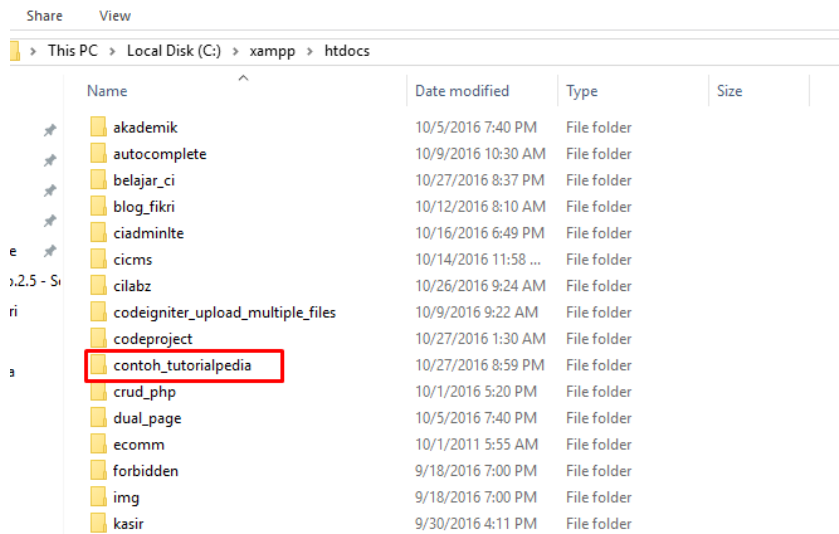 Share View
> This PC > Local Disk (C:) > xampp > htdocs
Name Date modified Type Size
akademik 10/5/2016 7:40 PM File folder
autocomplete 10/9/2016 10:30 AM File folder
belajar_ci 10/27/2016 8:37 PM File folder
blog_fikri 10/12/2016 8:10 AM File folder
ciadminlte 10/16/2016 6:49 PM File folder
e cicms 10/14/2016 11:58 ... File folder
.2.5 - S cilabz 10/26/2016 9:24 AM File folder
ri codeigniter_upload_multiple_files 10/9/2016 9:22 AM File folder
codeproject 10/27/2016 1:30 AM File folder
a contoh_tutorialpedia 10/27/2016 8:59 PM File folder
crud_php 10/1/2016 5:20 PM File folder
dual_page 10/5/2016 7:40 PM File folder
ecomm 10/1/2011 5:55 AM File folder
forbidden 9/18/2016 7:00 PM File folder
img 9/18/2016 7:00 PM File folder
kasir 9/30/2016 4:11 PM File folder